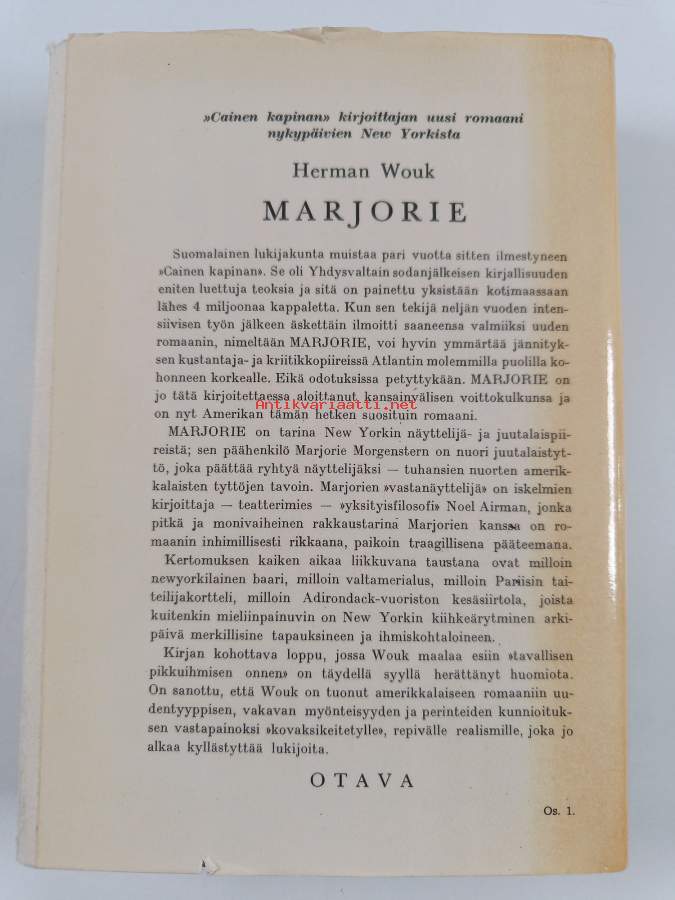 »Cainen kapinan» kirjoittajan uusi romaani
nykypäivien New Yorkista
Herman Wouk
MARJORIE
Suomalainen lukijakunta muistaa pari vuotta sitten ilmestyneen
»Cainen kapinan». Se oli Yhdysvaltain sodanjälkeisen kirjallisuuden
eniten luettuja teoksia ja sitä on painettu yksistään kotimaassaan
lähes 4 miljoonaa kappaletta. Kun sen tekijä neljän vuoden inten-
siivisen työn jälkeen äskettäin ilmoitti saaneensa valmiiksi uuden
romaanin, nimeltään MARJORIE, voi hyvin ymmärtää jännityk-
sen kustantaja- ja kriitikkopiireissä Atlantin molemmilla puolilla ko-
honneen korkealle. Eikä odotuksissa petyttykään. MARJORIE on
jo tätä kirjoitettaessa aloittanut kansainvälisen voittokulkunsa ja
Antikvariaatti.net
on nyt Amerikan tämän hetken suosituin romaani.
MARJORIE on tarina New Yorkin näyttelijä- ja juutalaispii-
reistä; sen päähenkilö Marjorie Morgenstern on nuori juutalaistyt-
tö, joka päättää ryhtyä näyttelijäksi — tuhansien nuorten amerik-
kalaisten tyttöjen tavoin. Marjorien »vastanäyttelijä» on iskelmien
kirjoittaja — teatterimies — »yksityisfilosofi» Noel Airman, jonka
pitkä ja monivaiheinen rakkaustarina Marjorien kanssa on ro-
maanin inhimillisesti rikkaana, paikoin traagillisena pääteemana.
Kertomuksen kaiken aikaa liikkuvana taustana ovat milloin
newyorkilainen baari, milloin valtamerialus, milloin Pariisin tai-
teilijakortteli, milloin Adirondack-vuoriston kesäsiirtola, joista
kuitenkin mieliinpainuvin on New Yorkin kiihkeärytminen arki-
päivä merkillisine tapauksineen ja ihmiskohtaloineen.
Kirjan kohottava loppu, jossa Wouk maalaa esiin »tavallisen
pikkuihmisen onnen» on täydellä syyllä herättänyt huomiota.
On sanottu, että Wouk on tuonut amerikkalaiseen romaaniin uu-
dentyyppisen, vakavan myönteisyyden ja perinteiden kunnioituk-
sen vastapainoksi »kovaksikeitetylle», repivälle realismille, joka jo
alkaa kyllästyttää lukijoita.
OTAVA
Os. 1.